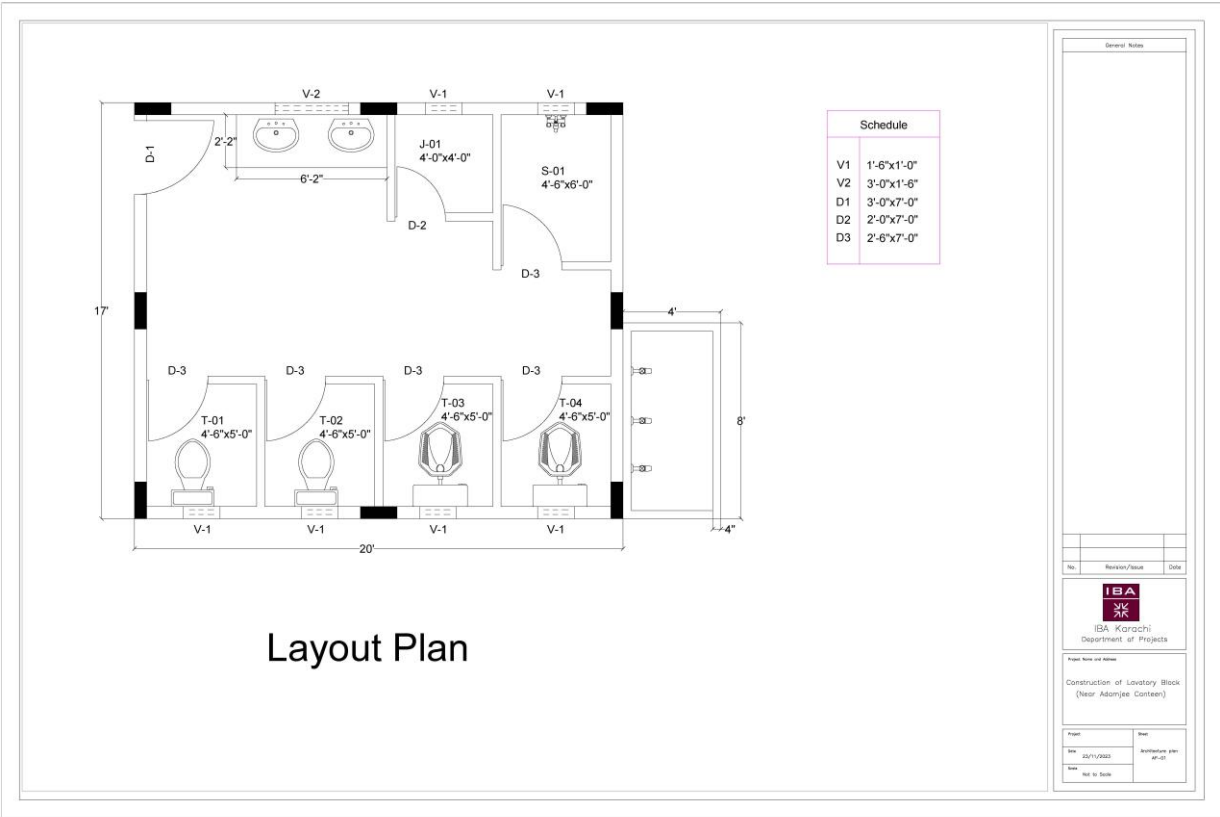 V-2
V-1
V-1
D-1
2'-2"
6'-2"
J-01
4'-0"x4'-0"
S-01
4'-6"x6'-0"
D-2
D-3
17'
4'
D-3
D-3
D-3
D-3
T-01
4'-6"x5'-0"
T-02
4'-6"x5'-0"
T-03
4'-6"x5'-0"
T-04
4'-6"x5'-0"
8'
V-1
V-1
V-1
V-1
4"
20'
Layout Plan
Schedule
V1 1'-6"x1'-0"
V2 3'-0"x1'-6"
D1 3'-0"x7'-0"
D2 2'-0"x7'-0"
D3 2'-6"x7'-0"
General Notes
No. Revision/Issue Date
IBA
IBA Karachi
Department of Projects
Project Name and Address
Construction of Lavatory Block
(Near Adamjee Canteen)
Project
Sheet
Date
23/11/2023
Architecture plan
AP-01
Scale
Not to Scale